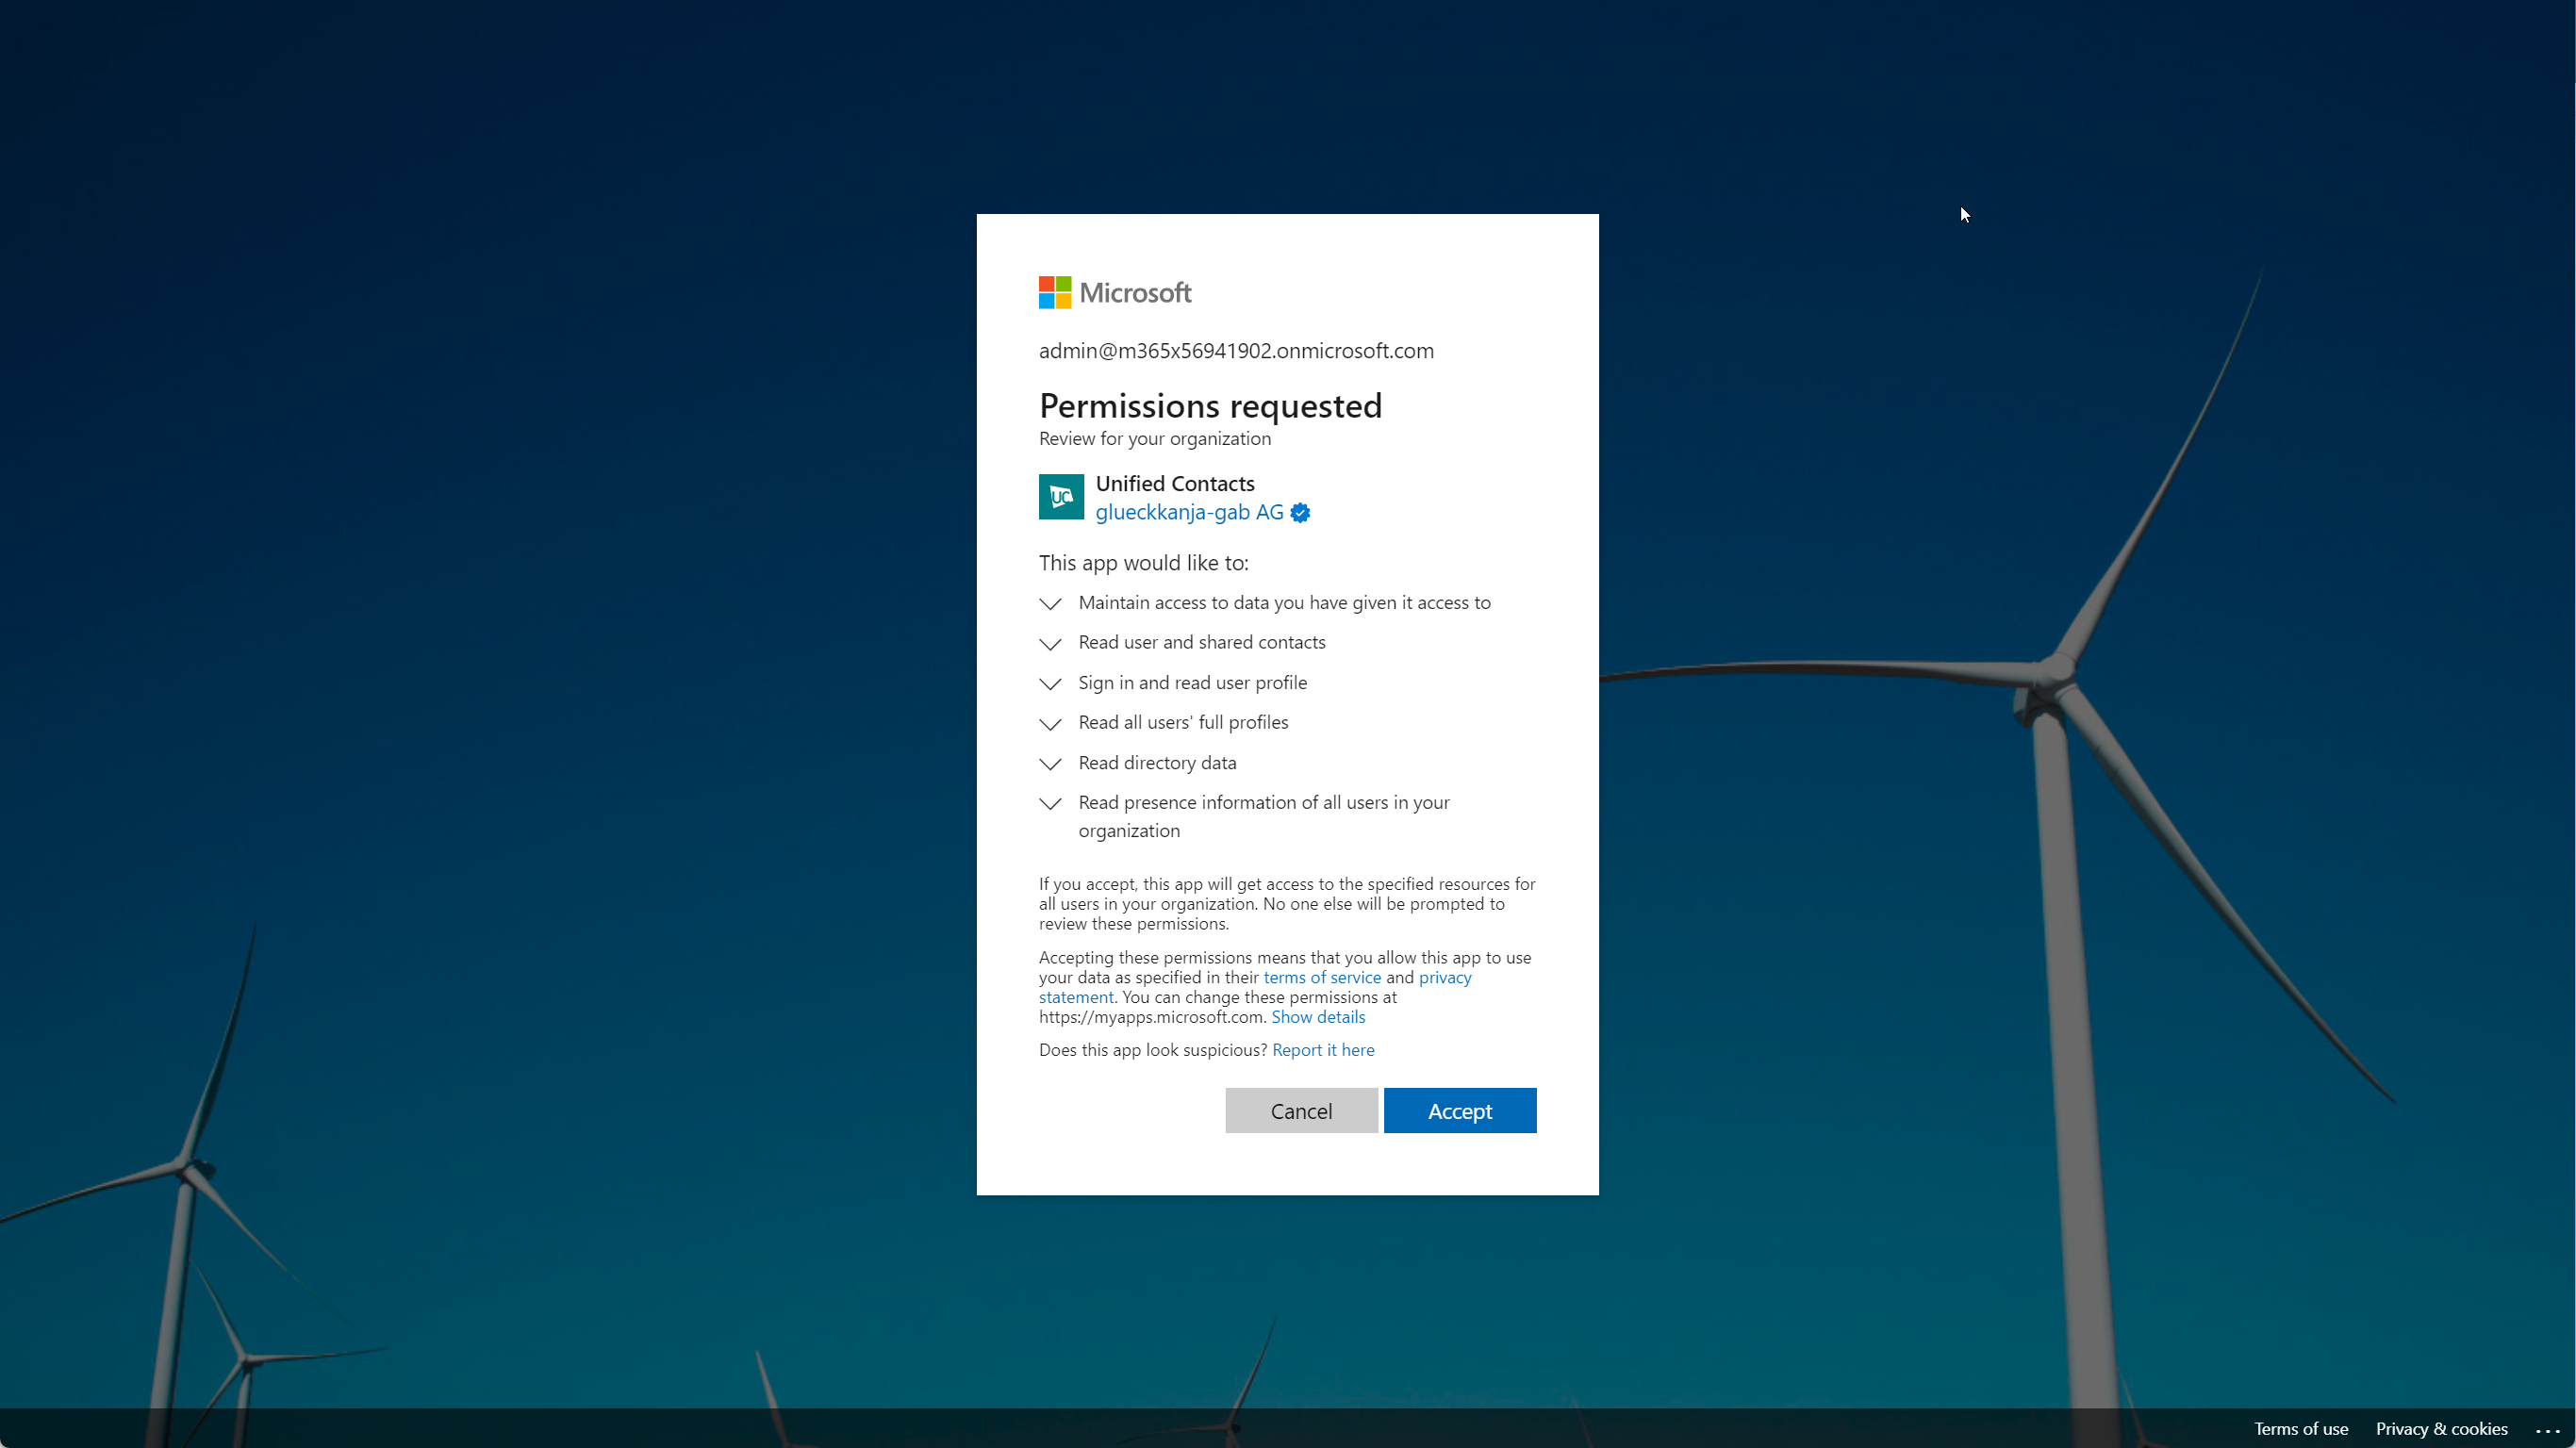 Microsoft
admin@m365x56941902.onmicrosoft.com
Permissions requested
Review for your organization
UC
Unified Contacts
glueckkanja-gab AG
This app would like to:
Maintain access to data you have given it access to
Read user and shared contacts
Sign in and read user profile
Read all users' full profiles
Read directory data
Read presence information of all users in your
organization
If you accept, this app will get access to the specified resources for
all users in your organization. No one else will be prompted to
review these permissions.
Accepting these permissions means that you allow this app to use
your data as specified in their terms of service and privacy
statement. You can change these permissions at
https://myapps.microsoft.com. Show details
Does this app look suspicious? Report it here
Cancel Accept
Terms of use Privacy & cookies ...